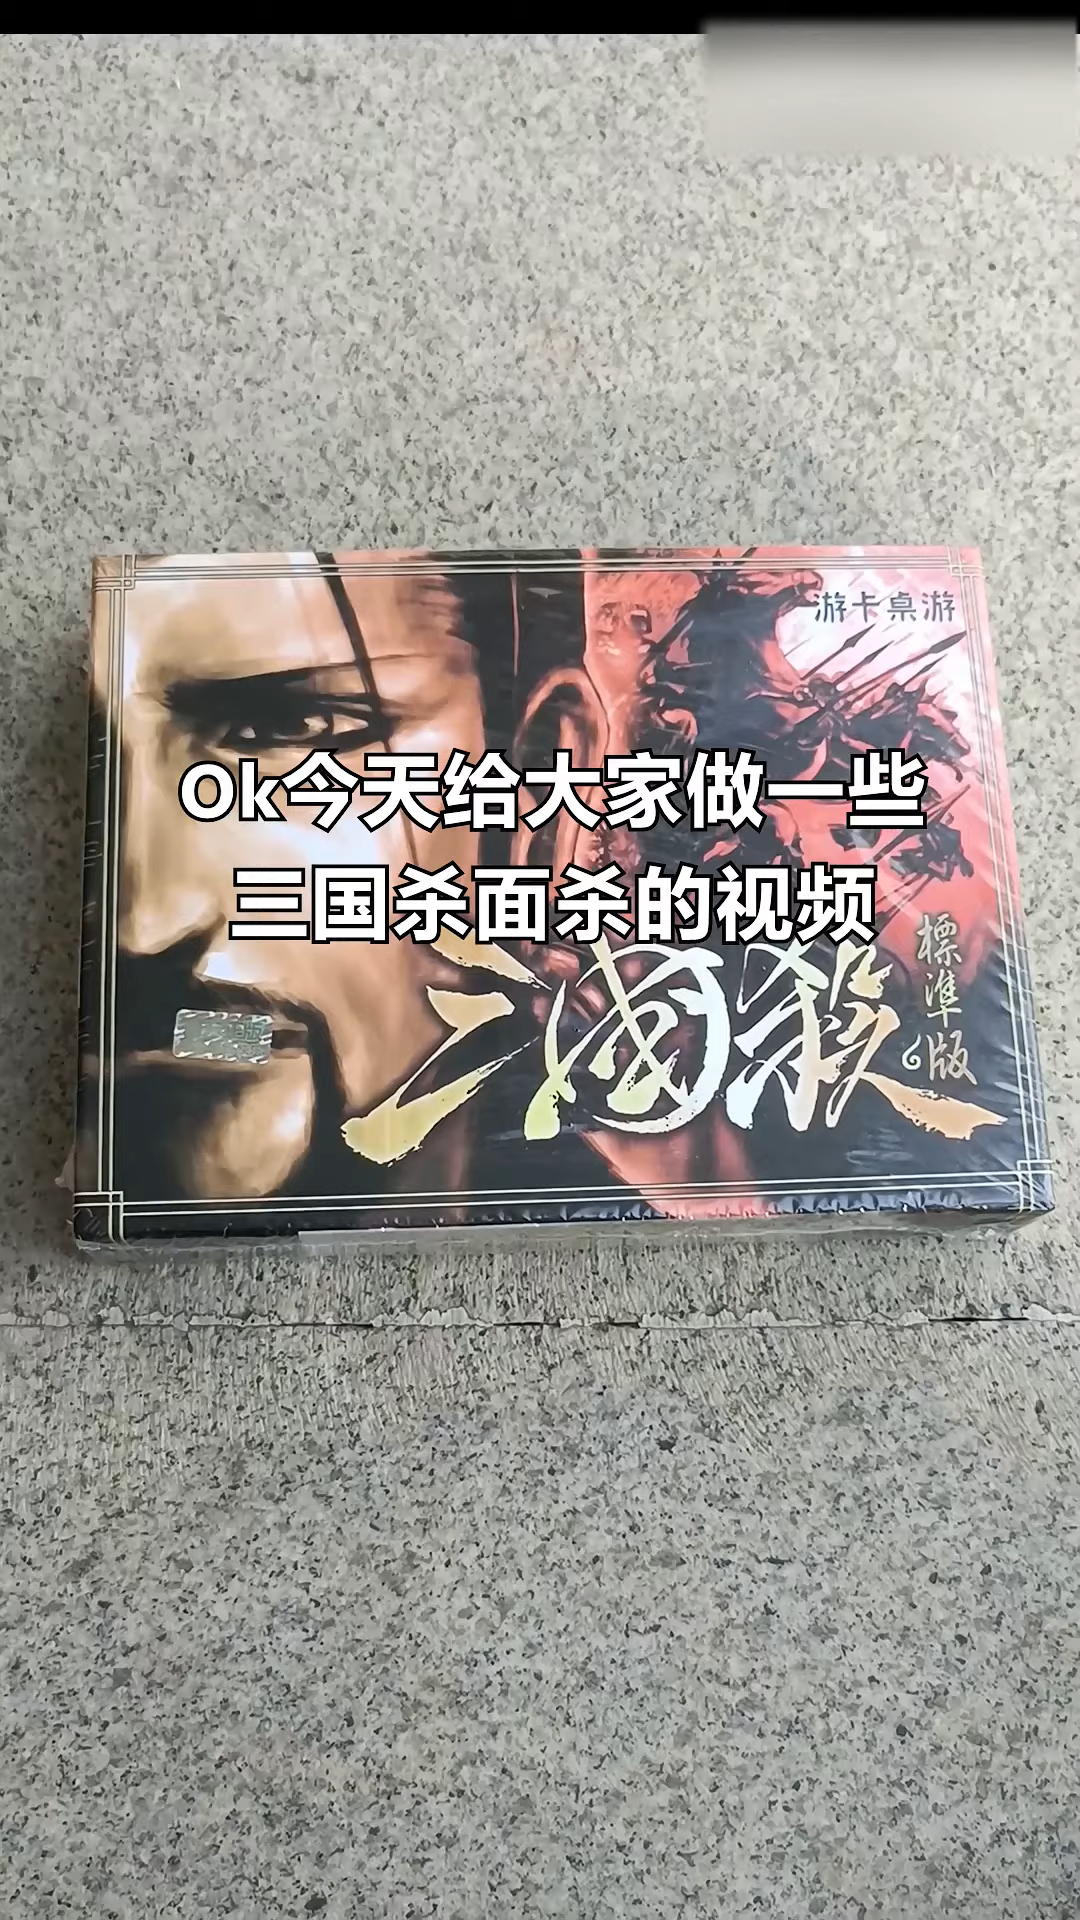 游卡桌游
Ok今天给大家做一些
三国杀面杀的视频
三國殺
標準版